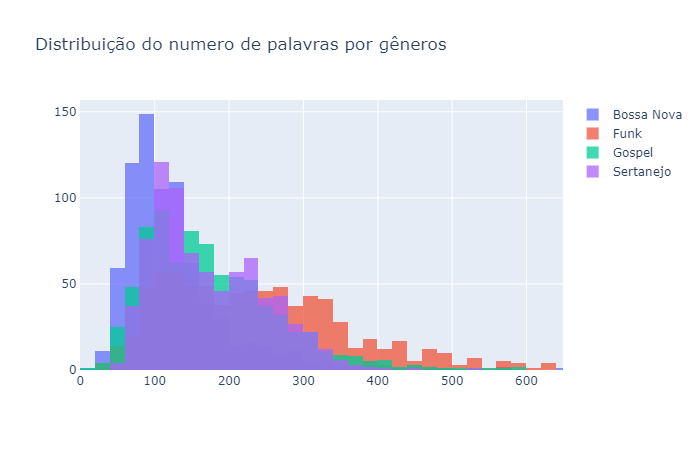 Distribuição do numero de palavras por gêneros
150
100
50
0
0 100 200 300 400 500 600
Bossa Nova
Funk
Gospel
Sertanejo